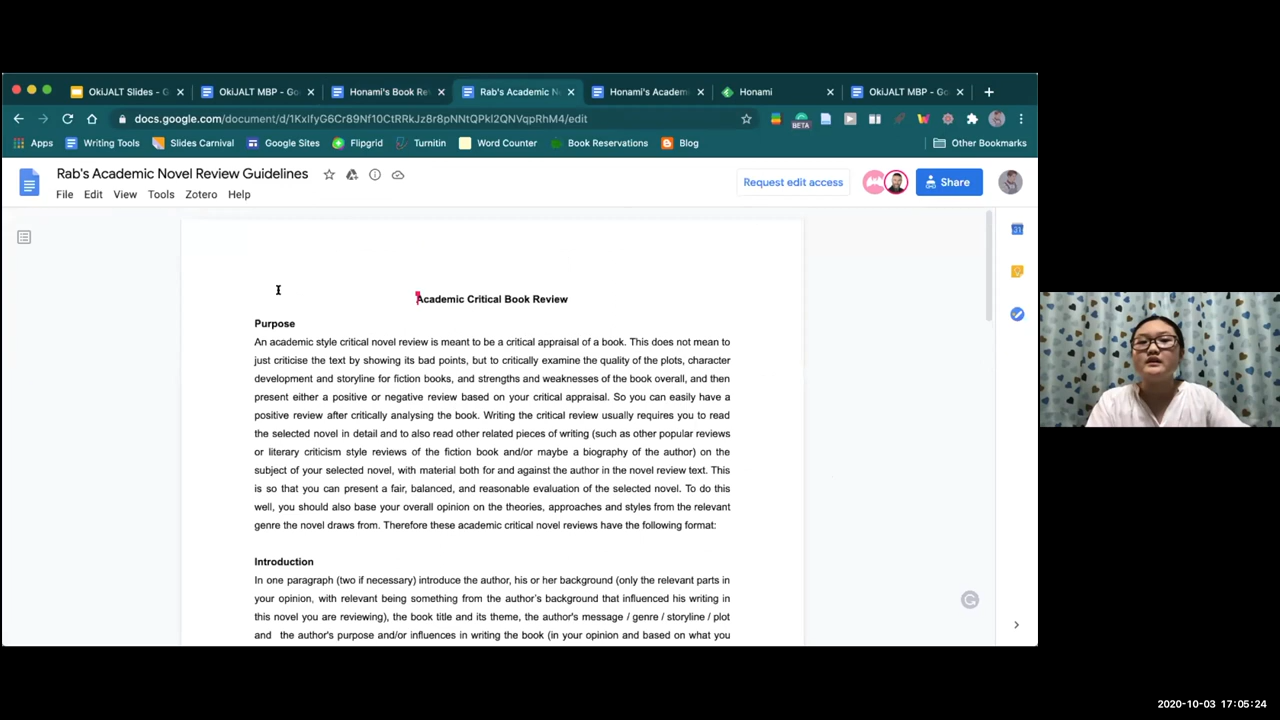 OkiJALT Slides - G
OkiJALT MBP - Go
Honami's Book Re
Rab's Academic N
Honami's Academ
Honami
OkiJALT MBP - Go
docs.google.com/document/d/
Apps
Writing Tools
Slides Carnival
Google Sites
Flipgrid
Turnitin
Word Counter
Book Reservations
Blog
Other Bookmarks
BETA
Rab's Academic Novel Review Guidelines
File Edit View Tools Zotero Help
Request edit access
Share
Academic Critical Book Review
Purpose
An academic style critical novel review is meant to be a critical appraisal of a book. This does not mean to
just criticise the text by showing its bad points, but to critically examine the quality of the plots, character
development and storyline for fiction books, and strengths and weaknesses of the book overall, and then
present either a positive or negative review based on your critical appraisal. So you can easily have a
positive review after critically analysing the book. Writing the critical review usually requires you to read
the selected novel in detail and to also read other related pieces of writing (such as other popular reviews
or literary criticism style reviews of the fiction book and/or maybe a biography of the author) on the
subject of your selected novel, with material both for and against the author in the novel review text. This
is so that you can present a fair, balanced, and reasonable evaluation of the selected novel. To do this
well, you should also base your overall opinion on the theories, approaches and styles from the relevant
genre the novel draws from. Therefore these academic critical novel reviews have the following format:
Introduction
In one paragraph (two if necessary) introduce the author, his or her background (only the relevant parts in
your opinion, with relevant being something from the author's background that influenced his writing in
this novel you are reviewing), the book title and its theme, the author's message / genre / storyline / plot
and the author's purpose and/or influences in writing the book (in your opinion and based on what you
2020-10-03 17:05:24